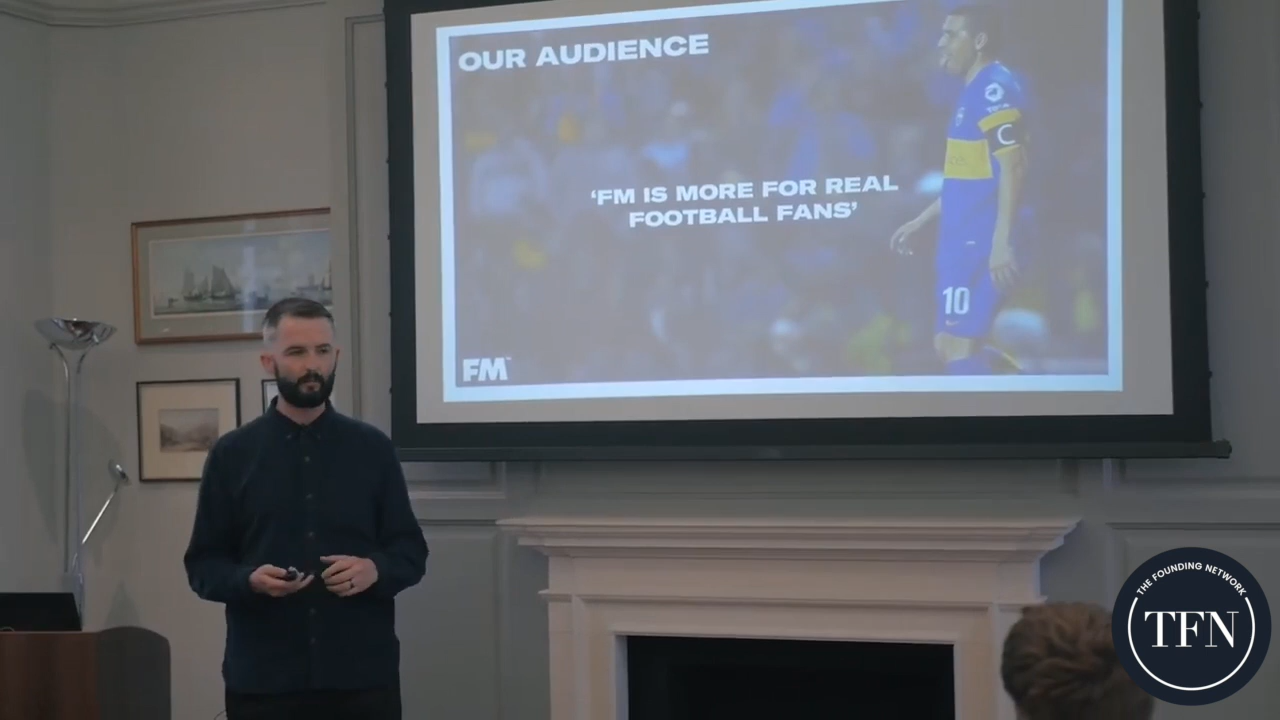 OUR AUDIENCE
‘FM IS MORE FOR REAL
FOOTBALL FANS’
C
10
FM
THE FOUNDING NETWORK
TFN